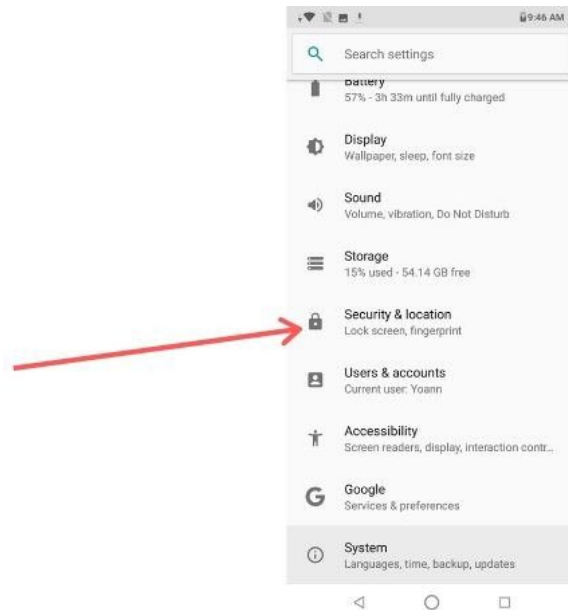 9:46 AM
Search settings
Battery
57% - 3h 33m until fully charged
Display
Wallpaper, sleep, font size
Sound
Volume, vibration, Do Not Disturb
Storage
15% used - 54.14 GB free
Security & location
Lock screen, fingerprint
Users & accounts
Current user: Yoann
Accessibility
Screen readers, display, interaction contr...
Google
Services & preferences
System
Languages, time, backup, updates